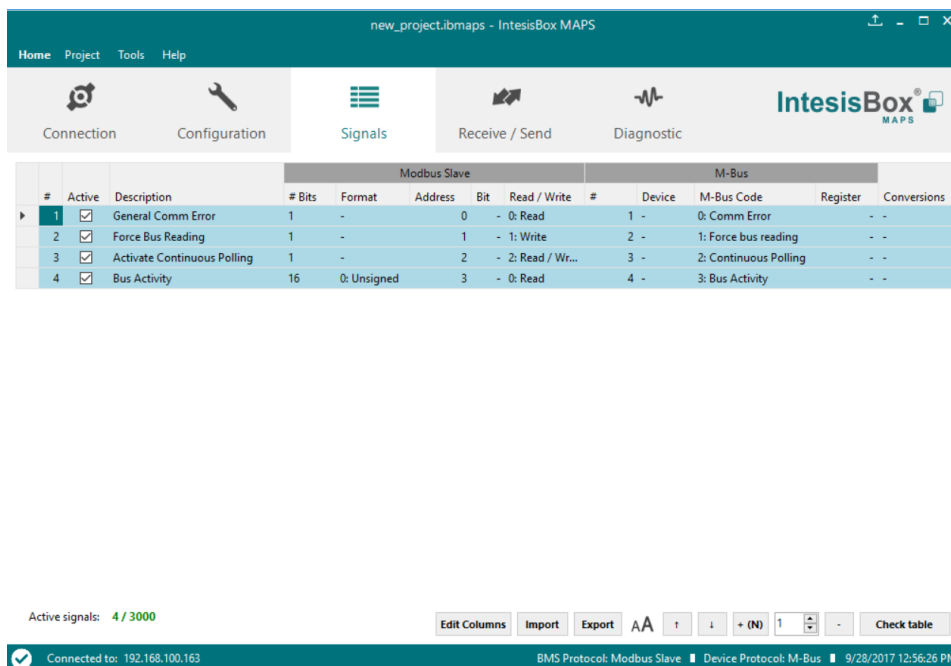 new_project.ibmaps - IntesisBox MAPS
Home Project Tools Help
Connection Configuration Signals Receive / Send Diagnostic
IntesisBox®
MAPS
Modbus Slave M-Bus
# Active Description # Bits Format Address Bit Read / Write # Device M-Bus Code Register Conversions
1 General Comm Error 1 - 0 - 0: Read 1 - 0: Comm Error - -
2 Force Bus Reading 1 - 1 - 1: Write 2 - 1: Force bus reading - -
3 Activate Continuous Polling 1 - 2 - 2: Read / Wr... 3 - 2: Continuous Polling - -
4 Bus Activity 16 0: Unsigned 3 - 0: Read 4 - 3: Bus Activity - -
Active signals: 4 / 3000
Edit Columns Import Export AA ↑ ↓ + (N) 1 - Check table
Connected to: 192.168.100.163 BMS Protocol: Modbus Slave Device Protocol: M-Bus 9/28/2017 12:56:26 PM